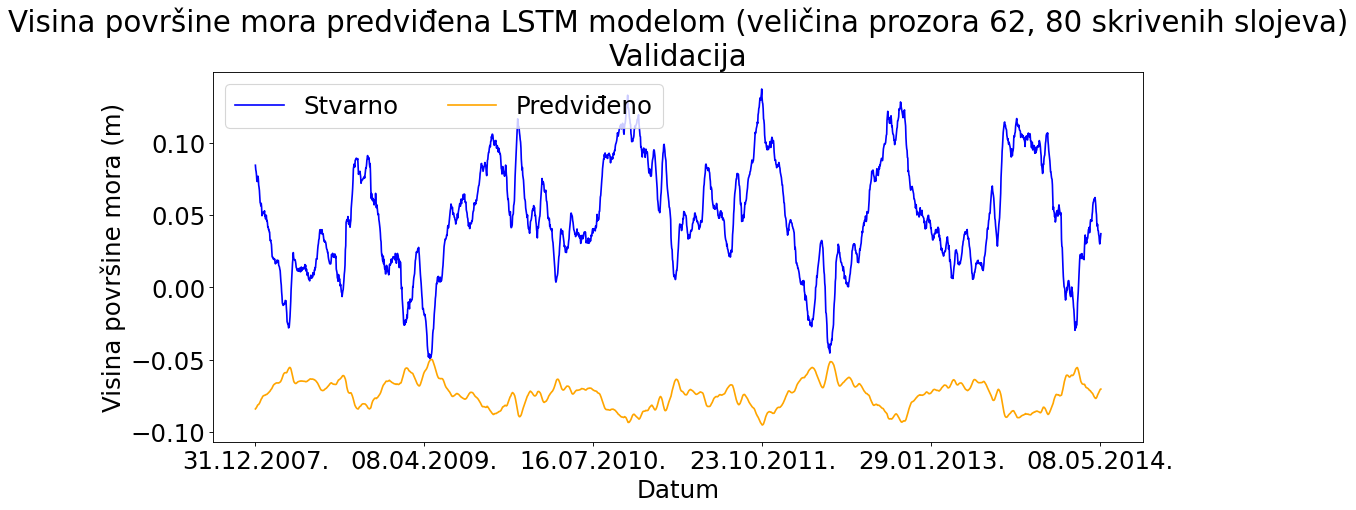 Visina površine mora predviđena LSTM modelom (veličina prozora 62, 80 skrivenih slojeva)
Validacija
Stvarno
Predviđeno
Visina površine mora (m)
0.10
0.05
0.00
−0.05
−0.10
31.12.2007.
08.04.2009.
16.07.2010.
23.10.2011.
29.01.2013.
08.05.2014.
Datum